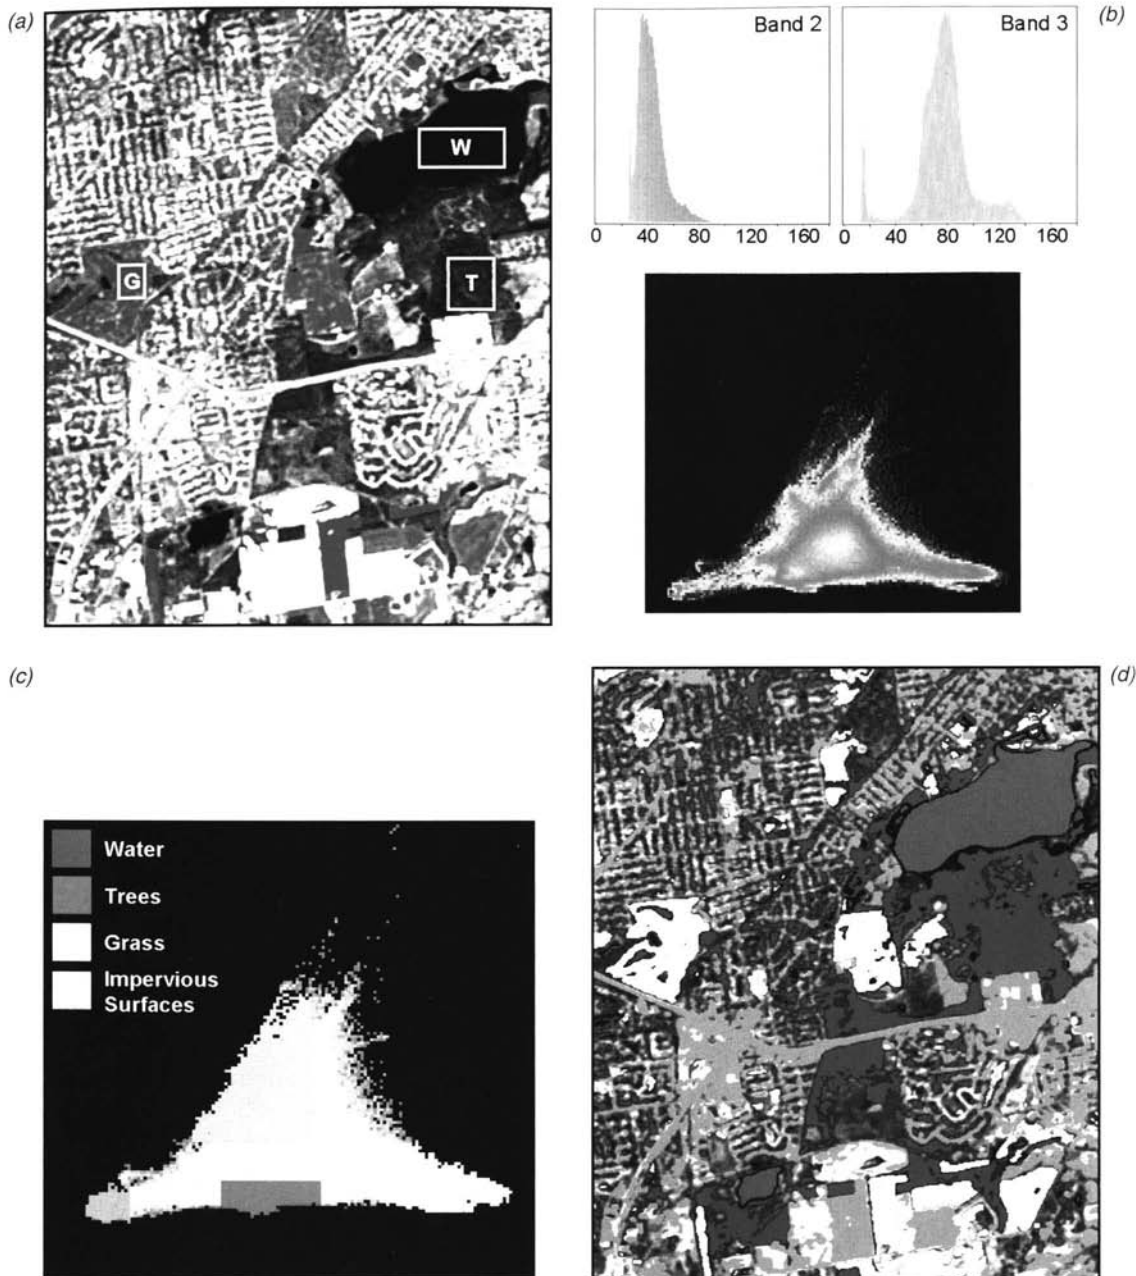 (a)
W
G
T
(b)
Band 2
Band 3
0 40 80 120 160
0 40 80 120 160
(c)
Water
Trees
Grass
Impervious
Surfaces
(d)